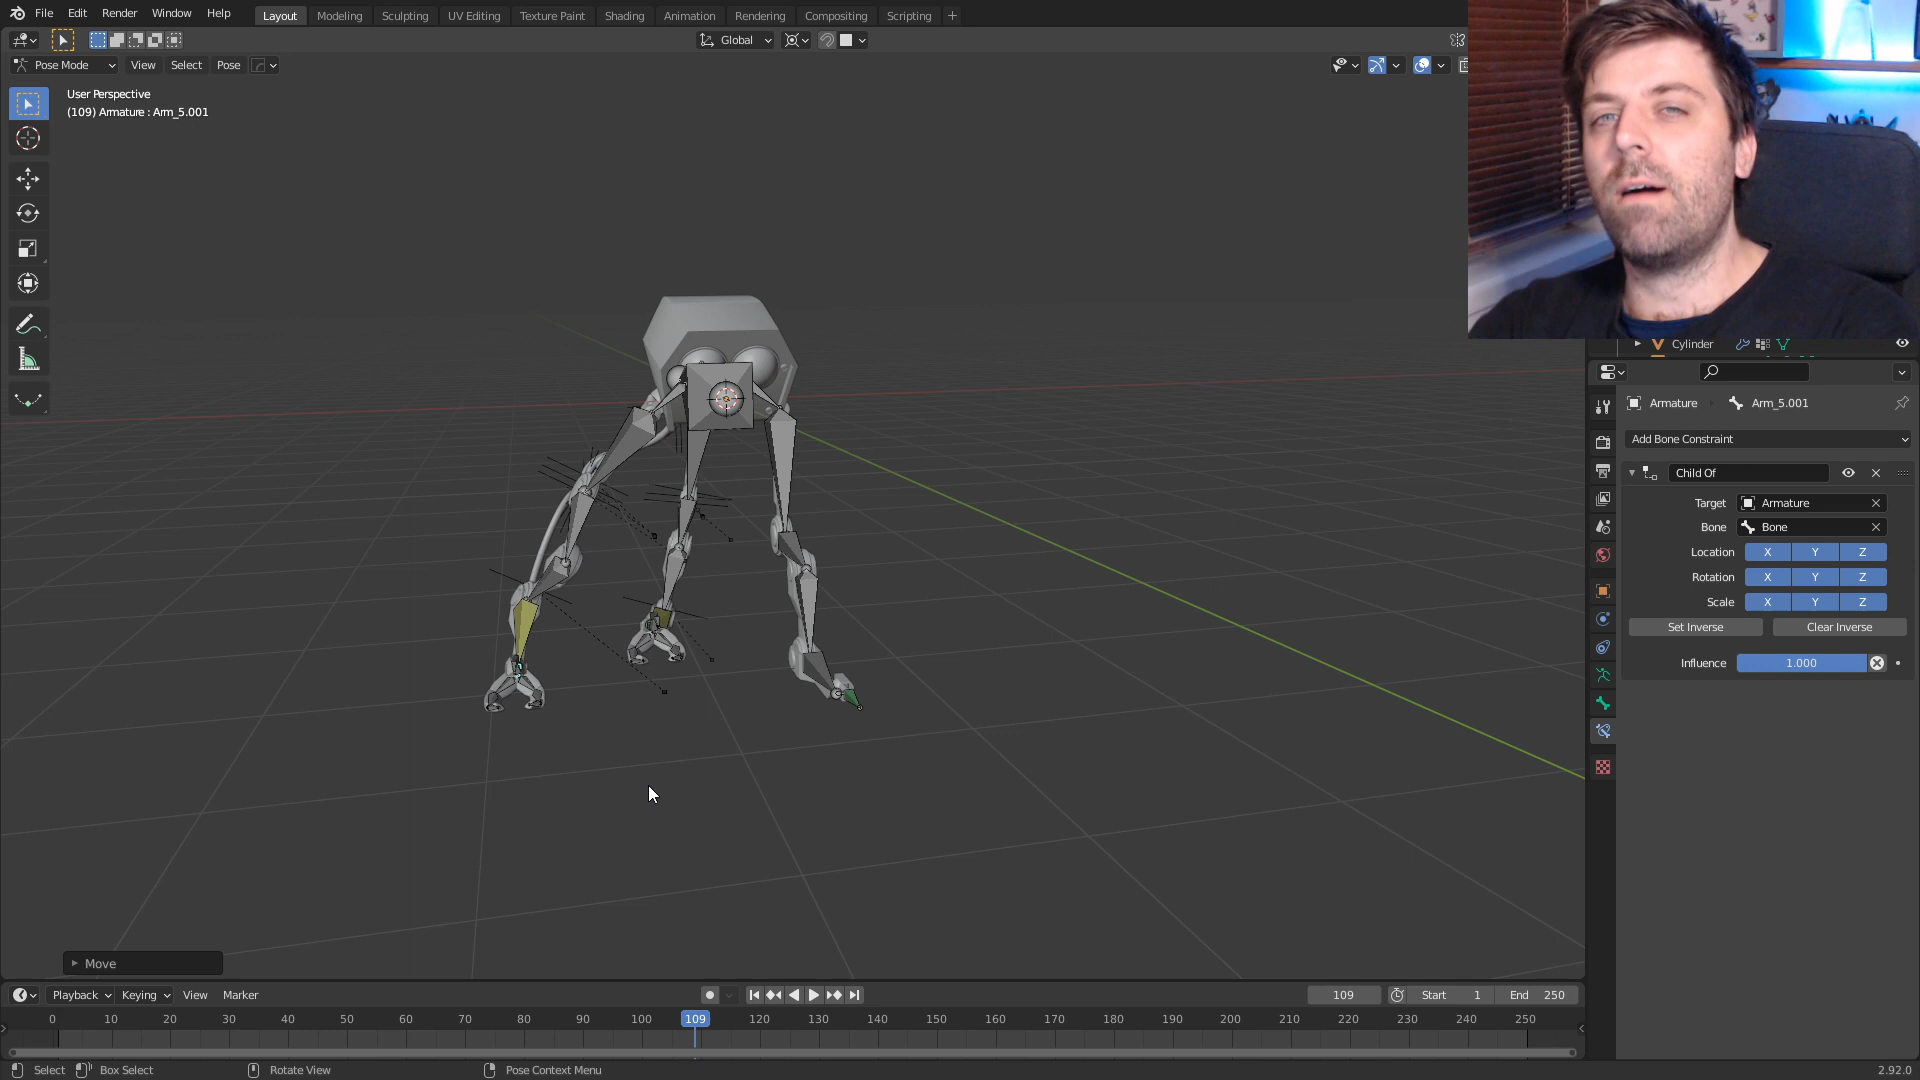 File Edit Render Window Help
Layout Modeling Sculpting UV Editing Texture Paint Shading Animation Rendering Compositing Scripting +
Global
Pose Mode View Select Pose
User Perspective
(109) Armature : Arm_5.001
Cylinder
Armature Arm_5.001
Add Bone Constraint
Child Of
Target Armature
Bone Bone
Location X Y Z
Rotation X Y Z
Scale X Y Z
Set Inverse Clear Inverse
Influence 1.000
Move
Playback Keying View Marker 109 Start 1 End 250
0 10 20 30 40 50 60 70 80 90 100 109 120 130 140 150 160 170 180 190 200 210 220 230 240 250
Select Box Select Rotate View Pose Context Menu 2.92.0